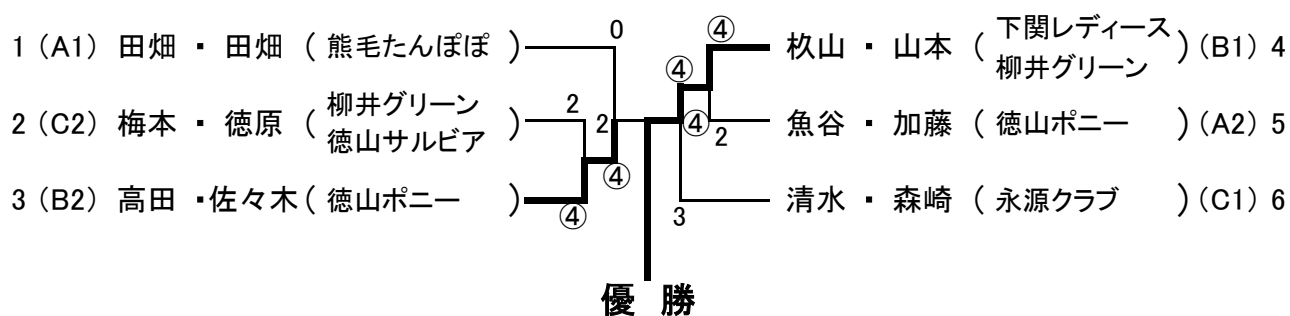 1 (A1) 田畑 ・ 田畑 ( 熊毛たんぽぽ )
0
2 (C2) 梅本 ・ 徳原 ( 柳井グリーン
徳山サルビア )
2
2
3 (B2) 高田 ・佐々木 ( 徳山ポニー )
④
④
④
④
杦山 ・ 山本 ( 下関レディース
柳井グリーン ) (B1) 4
④
2
魚谷 ・ 加藤 ( 徳山ポニー ) (A2) 5
3
清水 ・ 森崎 ( 永源クラブ ) (C1) 6
優 勝